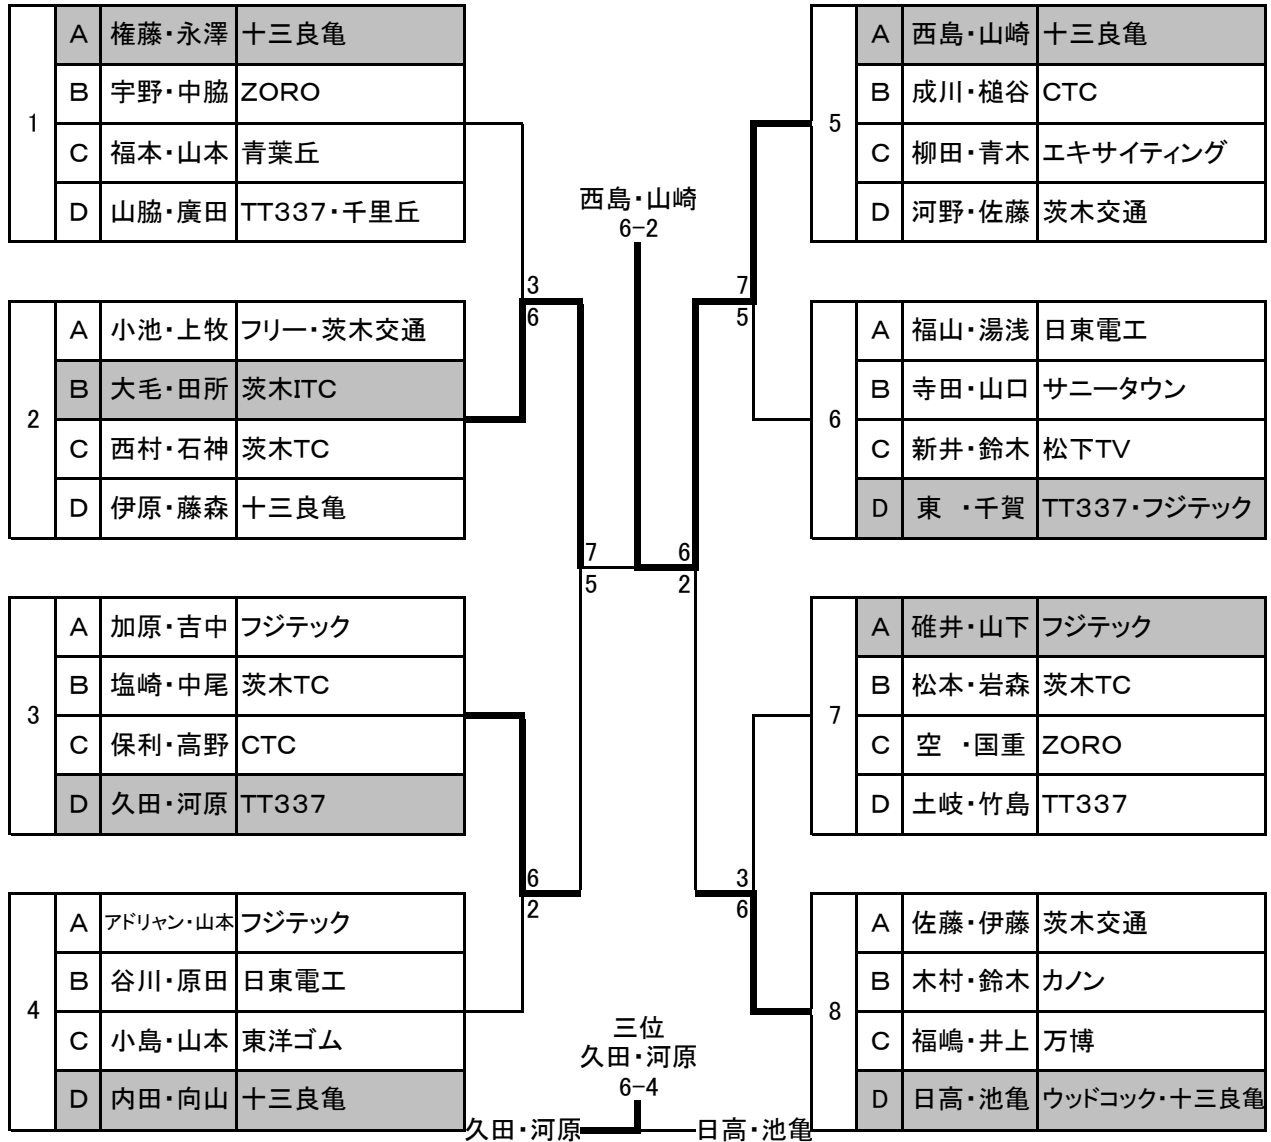 1
A 権藤・永澤 十三良亀
B 宇野・中脇 ZORO
C 福本・山本 青葉丘
D 山脇・廣田 TT337・千里丘
2
A 小池・上牧 フリー・茨木交通
B 大毛・田所 茨木ITC
C 西村・石神 茨木TC
D 伊原・藤森 十三良亀
3
A 加原・吉中 フジテック
B 塩崎・中尾 茨木TC
C 保利・高野 CTC
D 久田・河原 TT337
4
A アドリャン・山本 フジテック
B 谷川・原田 日東電工
C 小島・山本 東洋ゴム
D 内田・向山 十三良亀
3
6
6
2
7
5
西島・山崎
6-2
6
2
7
5
3
6
三位
久田・河原
6-4
久田・河原 日高・池亀
5
A 西島・山崎 十三良亀
B 成川・槌谷 CTC
C 柳田・青木 エキサイティング
D 河野・佐藤 茨木交通
6
A 福山・湯浅 日東電工
B 寺田・山口 サニータウン
C 新井・鈴木 松下TV
D 東 ・千賀 TT337・フジテック
7
A 碓井・山下 フジテック
B 松本・岩森 茨木TC
C 空 ・国重 ZORO
D 土岐・竹島 TT337
8
A 佐藤・伊藤 茨木交通
B 木村・鈴木 カノン
C 福嶋・井上 万博
D 日高・池亀 ウッドコック・十三良亀